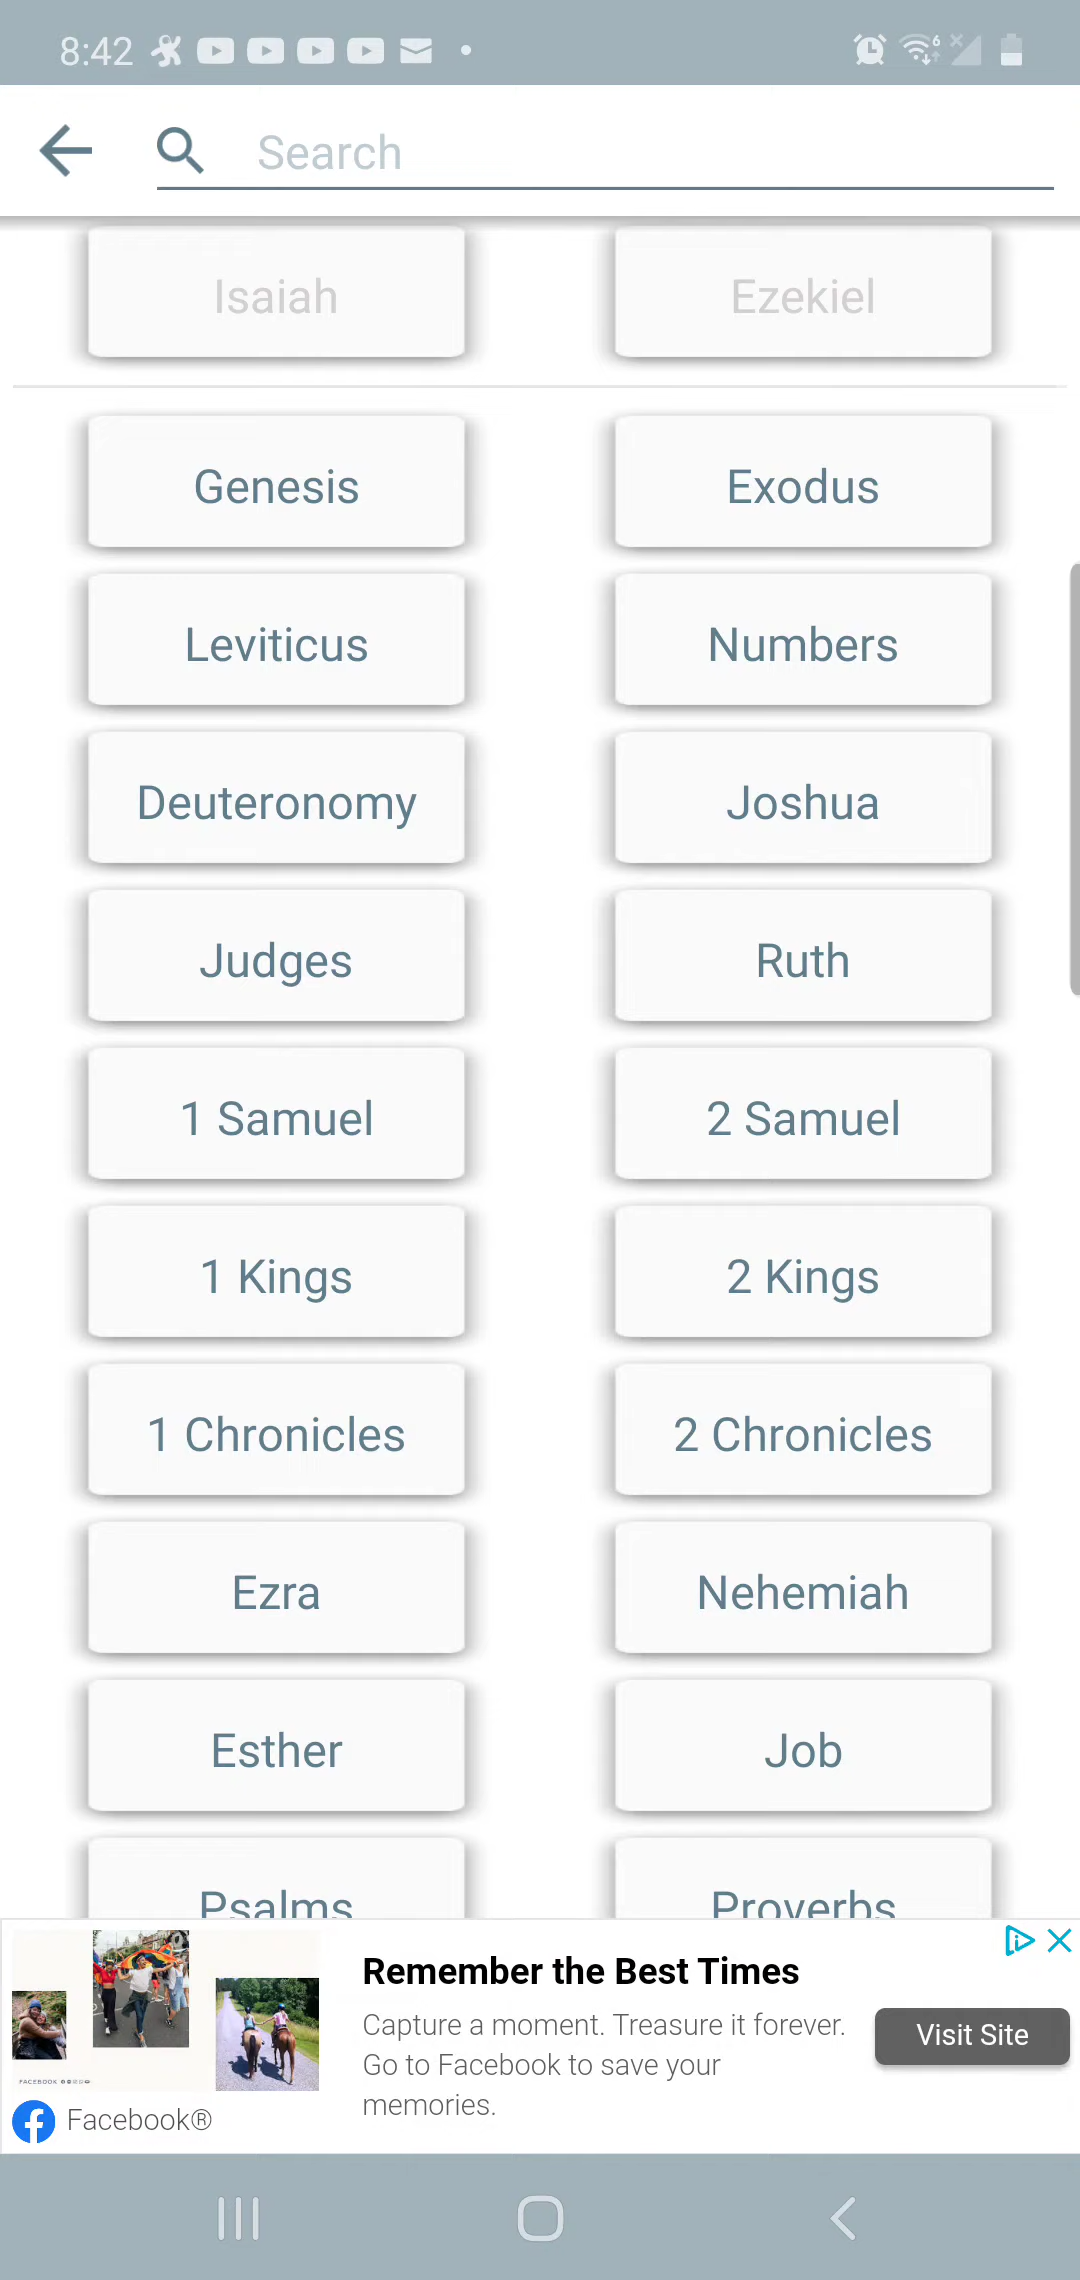 8:42
Search
Isaiah Ezekiel
Genesis Exodus
Leviticus Numbers
Deuteronomy Joshua
Judges Ruth
1 Samuel 2 Samuel
1 Kings 2 Kings
1 Chronicles 2 Chronicles
Ezra Nehemiah
Esther Job
Psalms Proverbs
Remember the Best Times
Capture a moment. Treasure it forever.
Go to Facebook to save your
memories.
Visit Site
FACEBOOK
Facebook®